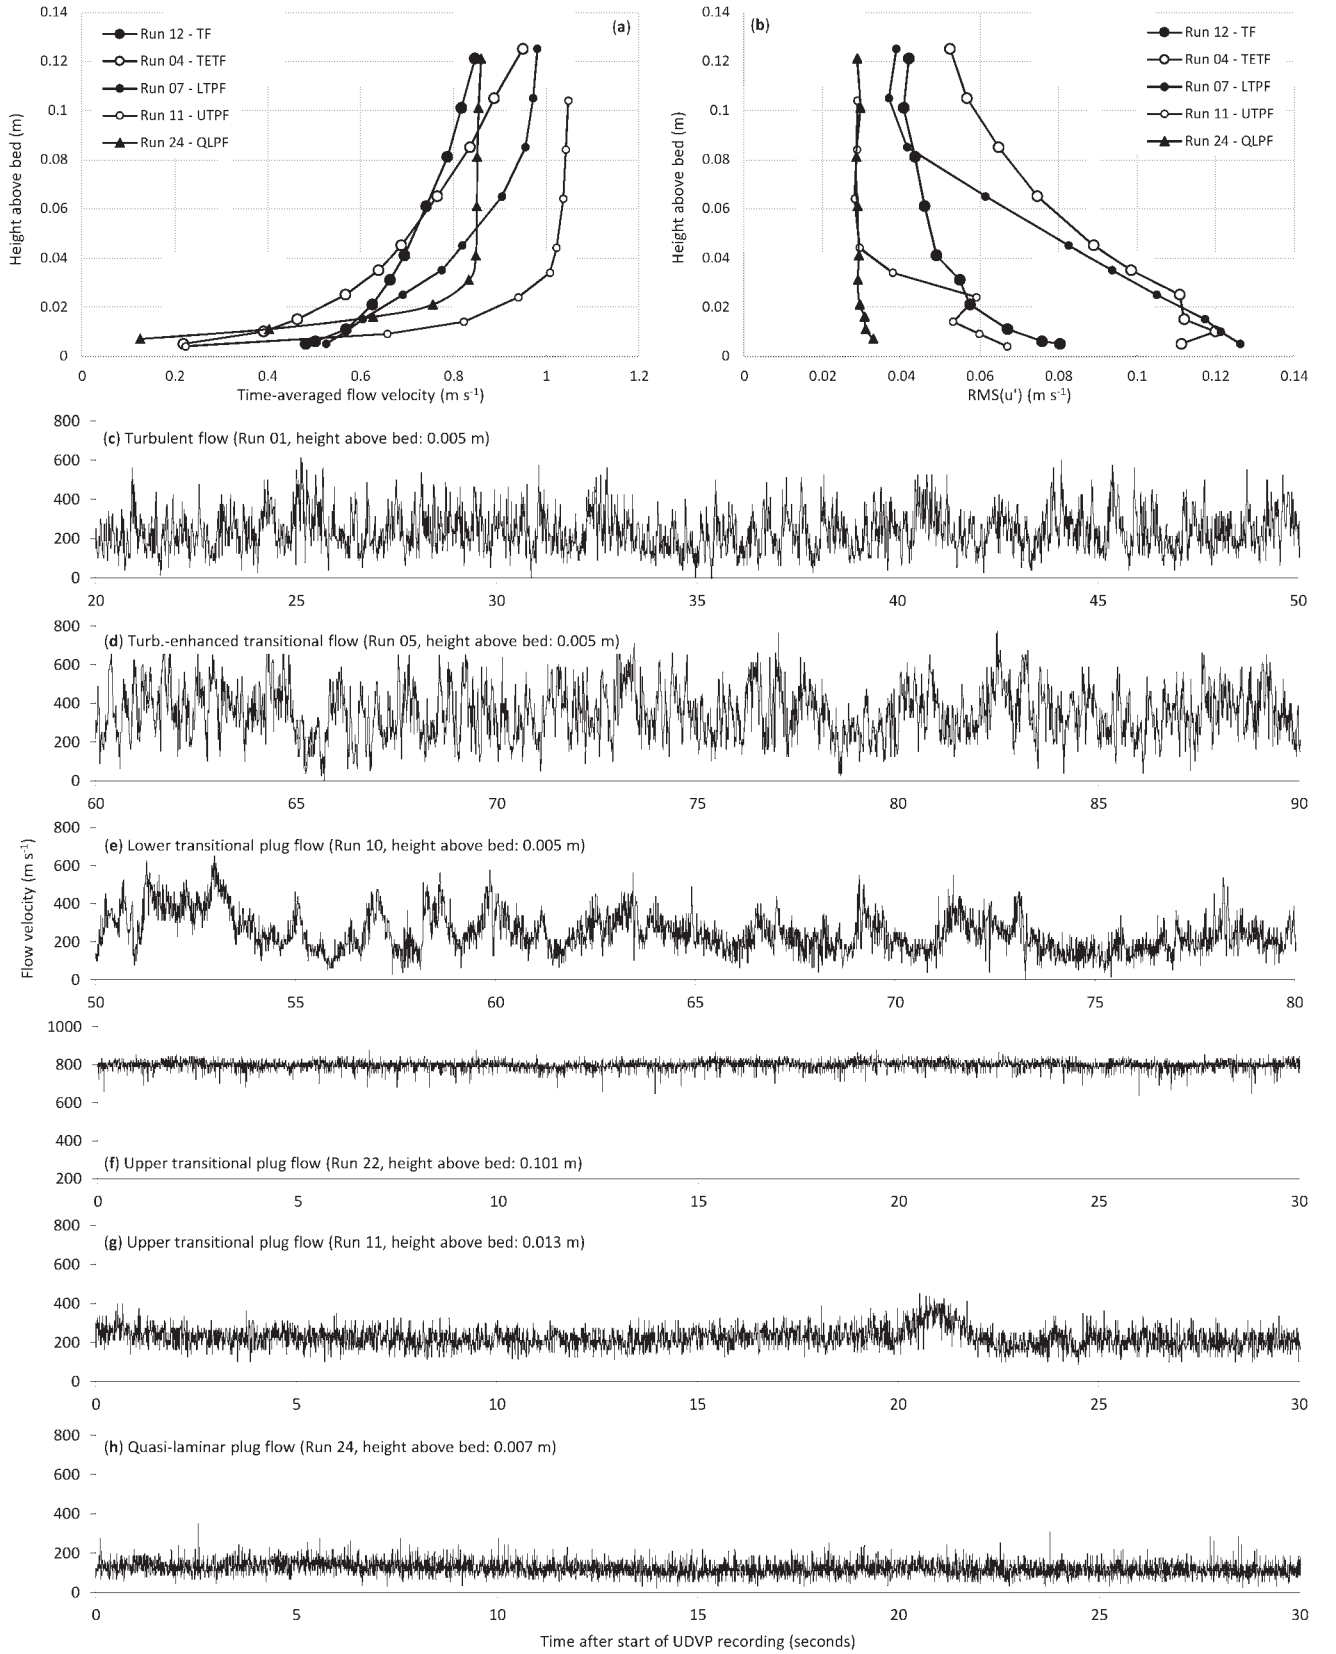 (a)
Run 12 - TF
Run 04 - TETF
Run 07 - LTPF
Run 11 - UTPF
Run 24 - QLPF
0.14
0.12
0.1
0.08
0.06
0.04
0.02
0
Height above bed (m)
0 0.2 0.4 0.6 0.8 1 1.2
Time-averaged flow velocity (m s-1)
(b)
Run 12 - TF
Run 04 - TETF
Run 07 - LTPF
Run 11 - UTPF
Run 24 - QLPF
0.14
0.12
0.1
0.08
0.06
0.04
0.02
0
Height above bed (m)
0 0.02 0.04 0.06 0.08 0.1 0.12 0.14
RMS(u') (m s-1)
(c) Turbulent flow (Run 01, height above bed: 0.005 m)
800
600
400
200
0
20 25 30 35 40 45 50
(d) Turb.-enhanced transitional flow (Run 05, height above bed: 0.005 m)
800
600
400
200
0
60 65 70 75 80 85 90
(e) Lower transitional plug flow (Run 10, height above bed: 0.005 m)
800
600
400
200
0
50 55 60 65 70 75 80
Flow velocity (m s-1)
1000
800
600
400
200
(f) Upper transitional plug flow (Run 22, height above bed: 0.101 m)
0 5 10 15 20 25 30
(g) Upper transitional plug flow (Run 11, height above bed: 0.013 m)
800
600
400
200
0
0 5 10 15 20 25 30
(h) Quasi-laminar plug flow (Run 24, height above bed: 0.007 m)
800
600
400
200
0
0 5 10 15 20 25 30
Time after start of UDVP recording (seconds)